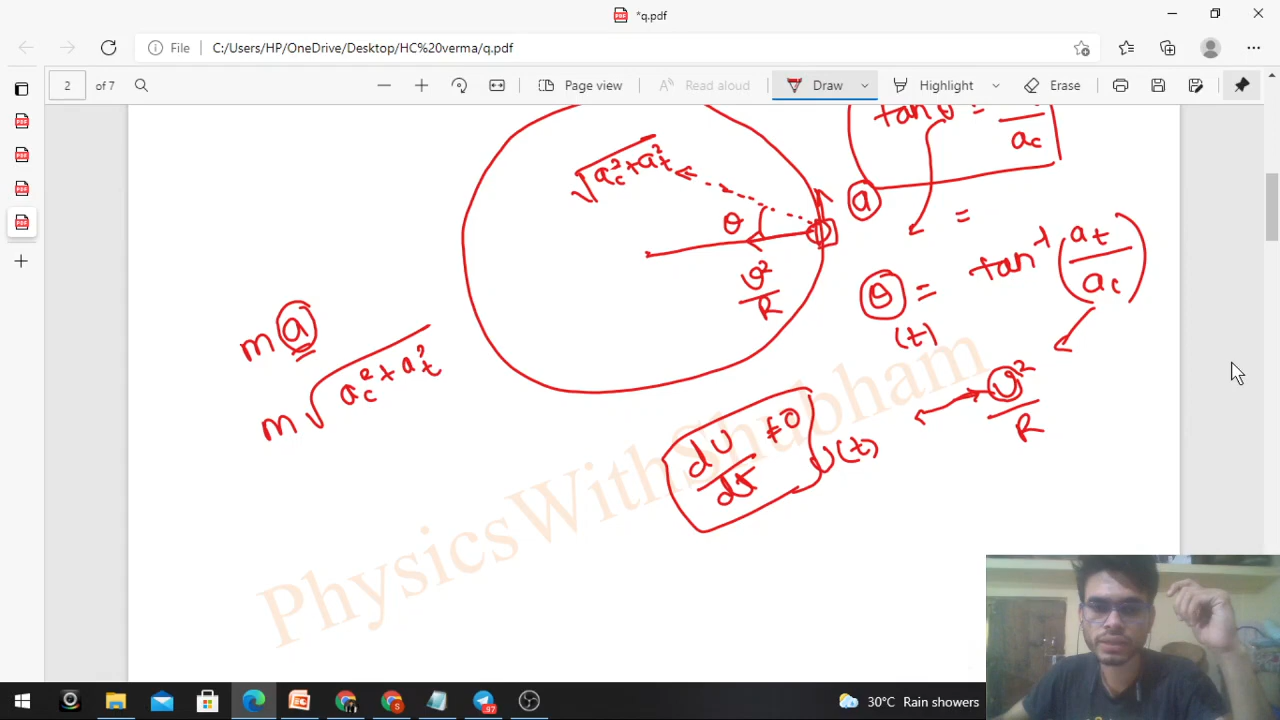 *q.pdf
File C:/Users/HP/OneDrive/Desktop/HC%20verma/q.pdf
2 of 7 Page view Read aloud Draw Highlight Erase
tan θ = / ac
√ac²+at²
a
=
θ
v²/R
θ = tan⁻¹ (at/ac)
(t)
ma
m√ac²+at²
v²/R
dv/dt ≠0
v(t)
PhysicsWithShubham
97
30°C Rain showers